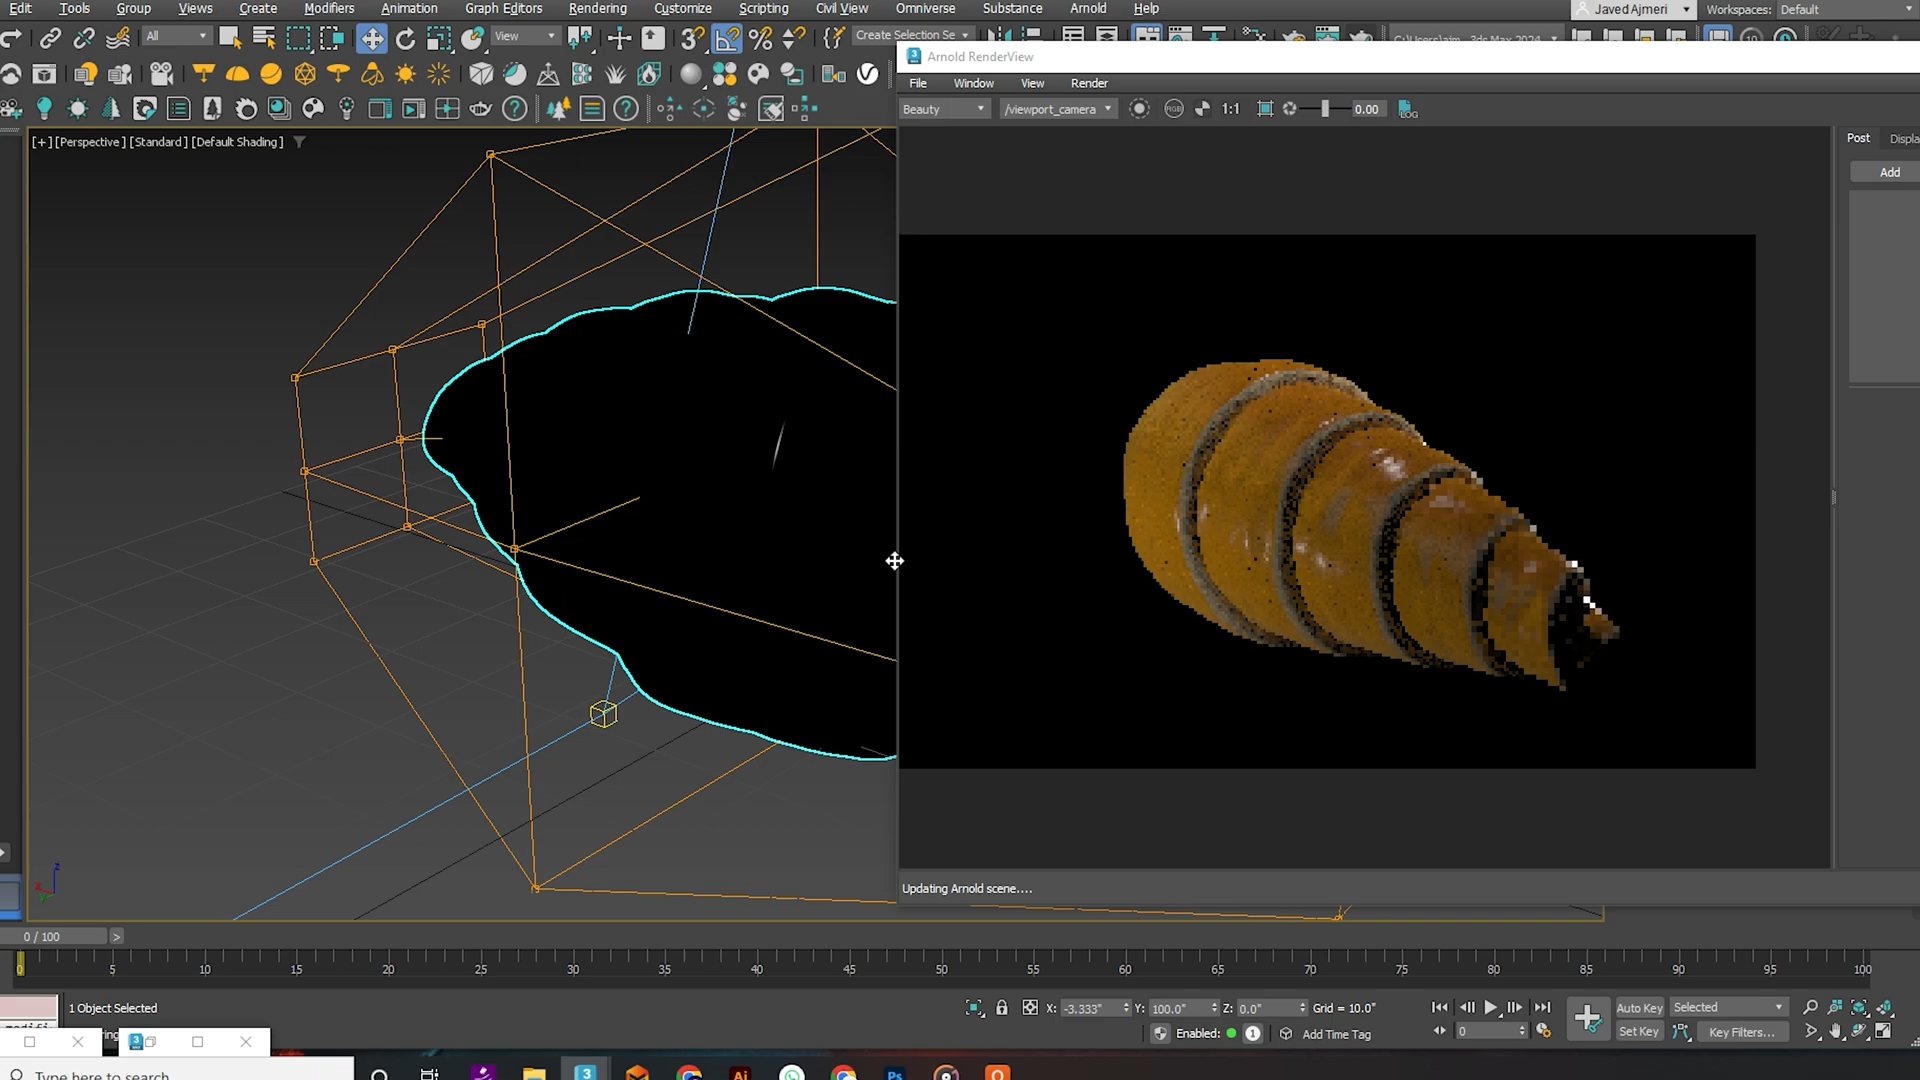 Edit Tools Group Views Create Modifiers Animation Graph Editors Rendering Customize Scripting Civil View Omniverse Substance Arnold Help Javed Ajmeri Workspaces: Default
All View Create Selection Se
Arnold RenderView
File Window View Render
Beauty /viewport_camera 1:1 0.00 LOG
[+] [Perspective] [Standard] [Default Shading]
Post Displa
Add
Updating Arnold scene....
0 / 100 >
0 5 10 15 20 25 30 35 40 45 50 55 60 65 70 75 80 85 90 95 100
1 Object Selected X: -3.333" Y: 100.0" Z: 0.0" Grid = 10.0" Auto Key Selected
Enabled: 1 Add Time Tag 0 Set Key Key Filters...
Type here to search